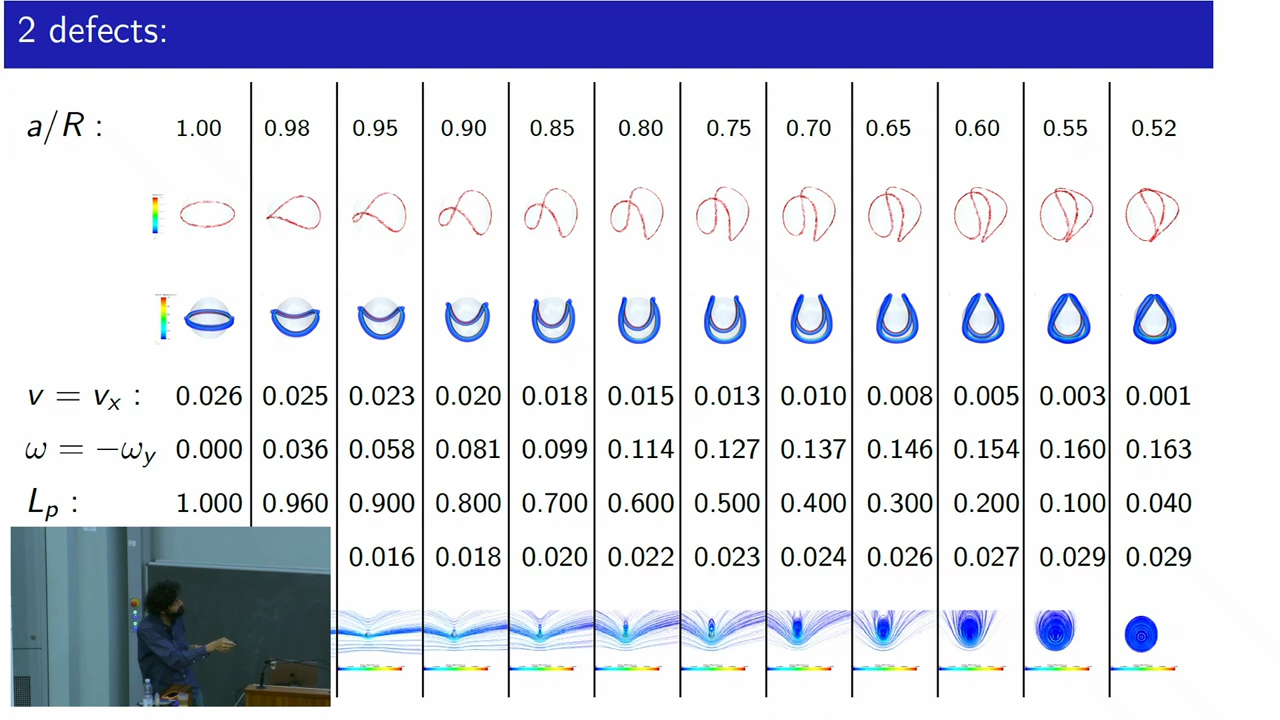 2 defects:
a/R : 1.00 0.98 0.95 0.90 0.85 0.80 0.75 0.70 0.65 0.60 0.55 0.52
v = vₓ : 0.026 0.025 0.023 0.020 0.018 0.015 0.013 0.010 0.008 0.005 0.003 0.001
ω = −ω_y 0.000 0.036 0.058 0.081 0.099 0.114 0.127 0.137 0.146 0.154 0.160 0.163
L_p : 1.000 0.960 0.900 0.800 0.700 0.600 0.500 0.400 0.300 0.200 0.100 0.040
0.016 0.018 0.020 0.022 0.023 0.024 0.026 0.027 0.029 0.029